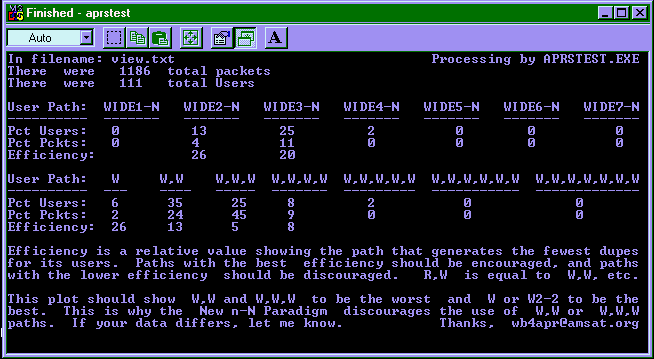 Finished - aprstest
Auto
A
In filename: view.txt Processing by APRSTEST.EXE
There were 1186 total packets
There were 111 total Users
User Path: WIDE1-N WIDE2-N WIDE3-N WIDE4-N WIDE5-N WIDE6-N WIDE7-N
---------- ------- ------- ------- ------- ------- ------- -------
Pct Users: 0 13 25 2 0 0 0
Pct Pckts: 0 4 11 0 0 0 0
Efficiency: 26 20
User Path: W W,W W,W,W W,W,W,W W,W,W,W,W W,W,W,W,W,W W,W,W,W,W,W,W
---------- --- ----- ----- ------- --------- ----------- -------------
Pct Users: 6 35 25 8 2 0 0
Pct Pckts: 2 24 45 9 0 0 0
Efficiency: 26 13 5 8
Efficiency is a relative value showing the path that generates the fewest dupes
for its users. Paths with the best efficiency should be encouraged, and paths
with the lower efficiency should be discouraged. R,W is equal to W,W, etc.
This plot should show W,W and W,W,W to be the worst and W or W2-2 to be the
best. This is why the New n-N Paradigm discourages the use of W,W or W,W,W
paths. If your data differs, let me know. Thanks, wb4apr@amsat.org